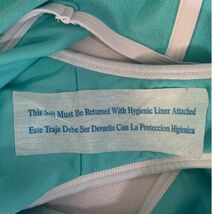 This Suit Must Be Returned With Hygienic Liner Attached
Este Traje Debe Ser Devuelto Con La Proteccion Higienica